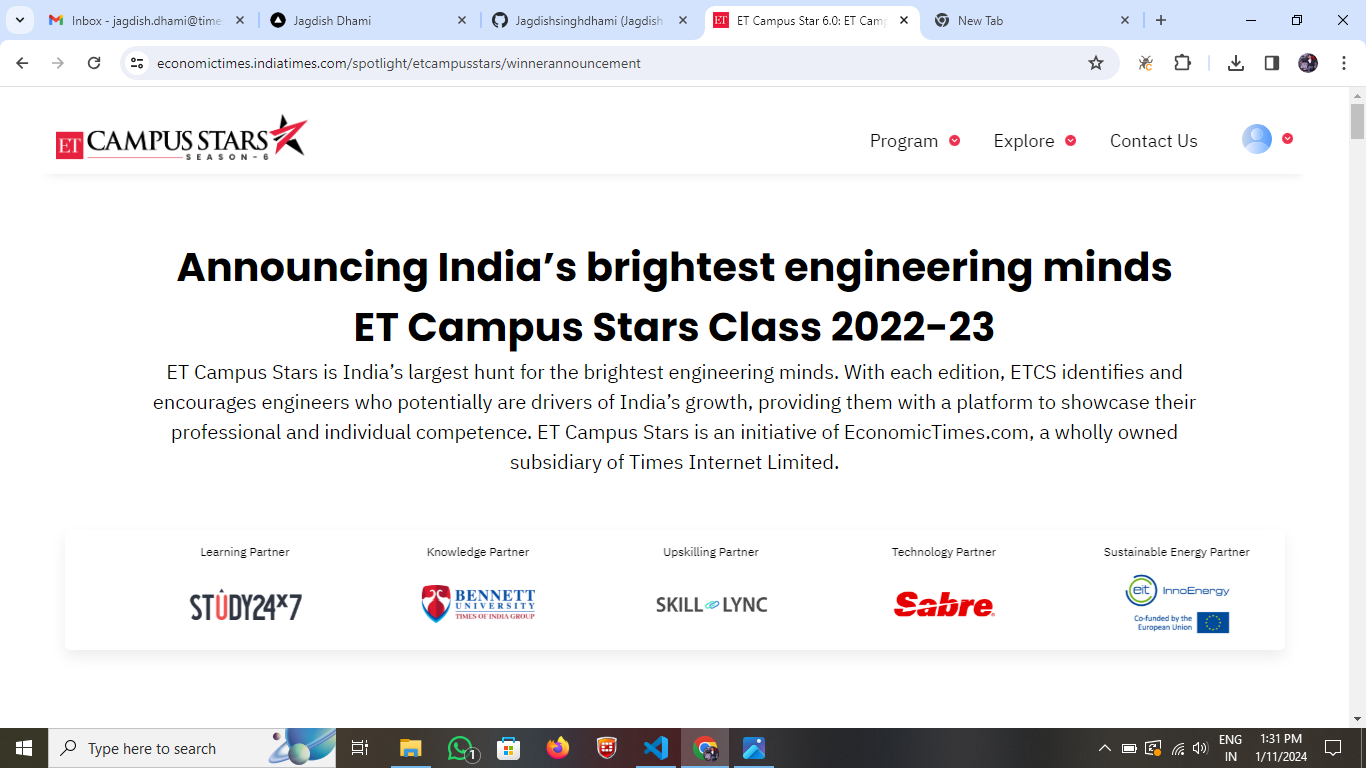 Inbox - jagdish.dhami@time
Jagdish Dhami
Jagdishsinghdhami (Jagdish
ET
ET Campus Star 6.0: ET Cam
New Tab
economictimes.indiatimes.com/spotlight/etcampusstars/winnerannouncement
ET CAMPUS STARS
SEASON-6
Program
Explore
Contact Us
Announcing India’s brightest engineering minds
ET Campus Stars Class 2022-23
ET Campus Stars is India’s largest hunt for the brightest engineering minds. With each edition, ETCS identifies and
encourages engineers who potentially are drivers of India’s growth, providing them with a platform to showcase their
professional and individual competence. ET Campus Stars is an initiative of EconomicTimes.com, a wholly owned
subsidiary of Times Internet Limited.
Learning Partner
STUDY24x7
Knowledge Partner
BENNETT
UNIVERSITY
TIMES OF INDIA GROUP
Upskilling Partner
SKILL LYNC
Technology Partner
Sabre
Sustainable Energy Partner
eit InnoEnergy
Co-funded by the
European Union
Type here to search
1
ENG
IN
1:31 PM
1/11/2024